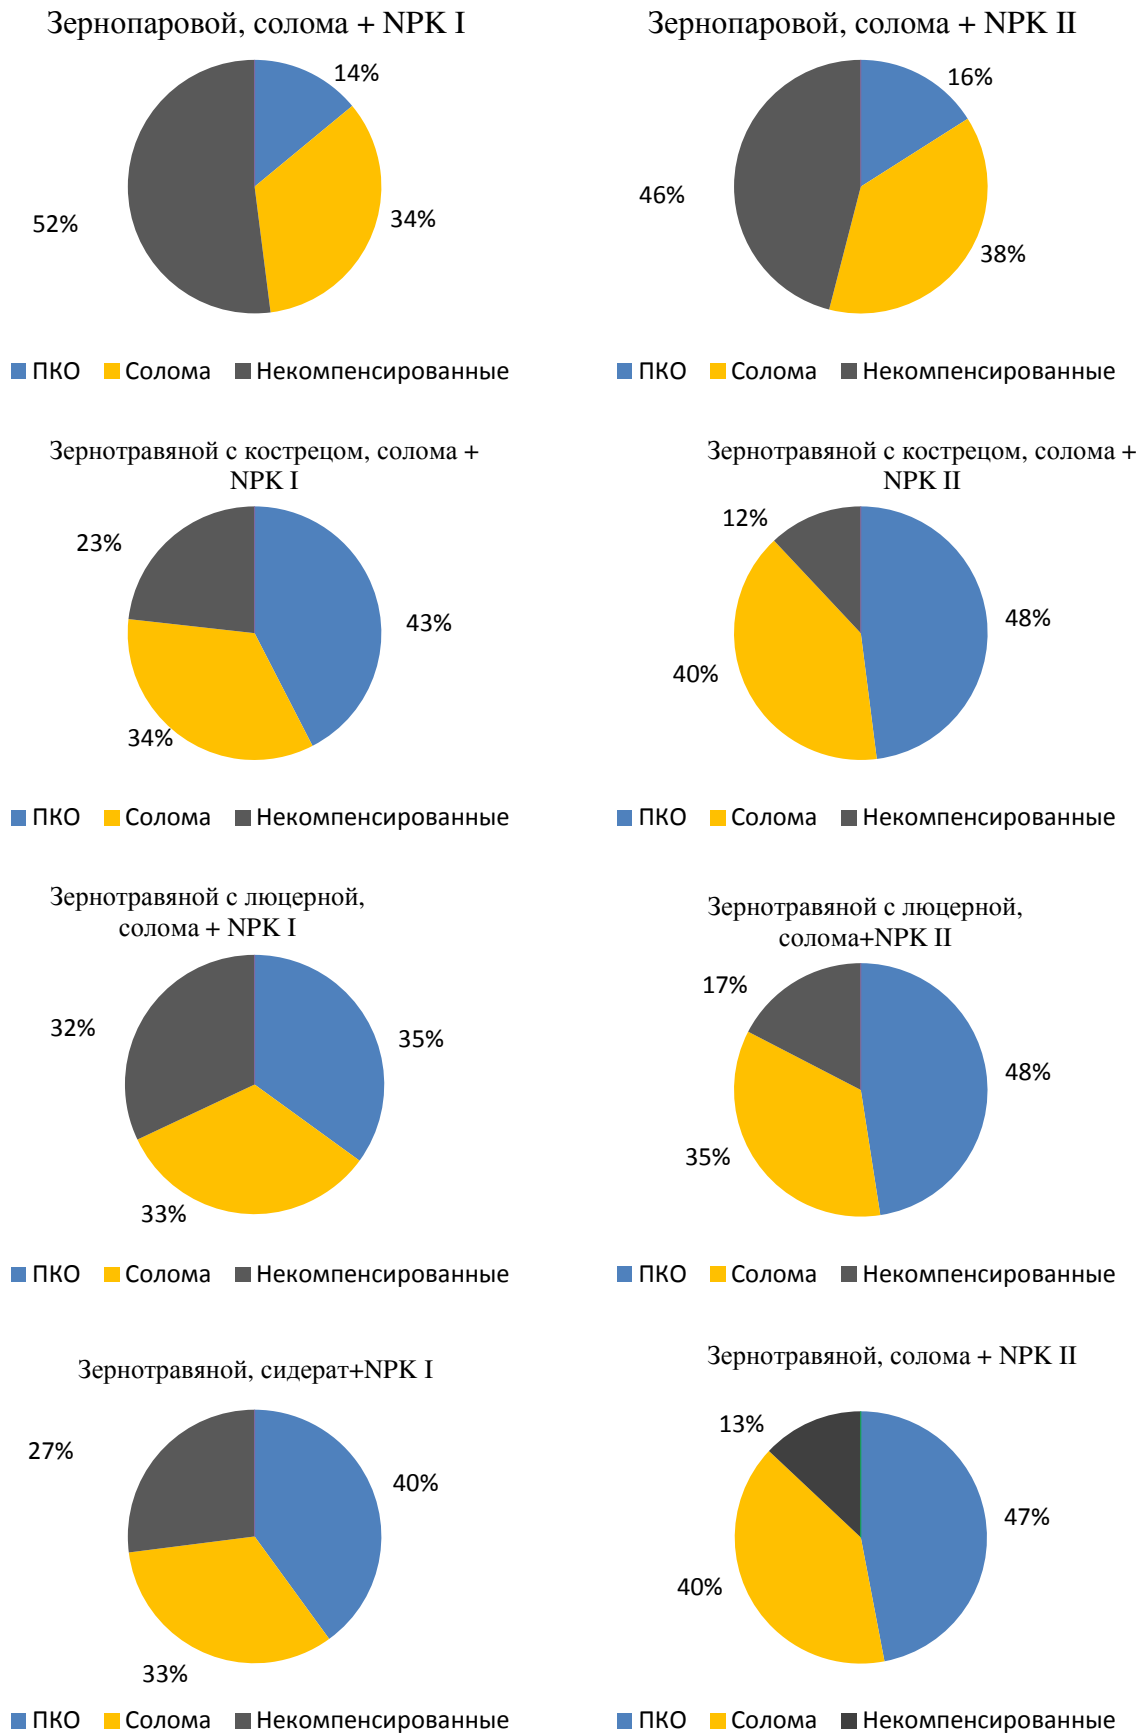 Зернопаровой, солома + NPK I
14%
34%
52%
ПКО Солома Некомпенсированные
Зернопаровой, солома + NPK II
16%
38%
46%
ПКО Солома Некомпенсированные
Зернотравяной с кострецом, солома +
NPK I
23%
43%
34%
ПКО Солома Некомпенсированные
Зернотравяной с кострецом, солома +
NPK II
12%
48%
40%
ПКО Солома Некомпенсированные
Зернотравяной с люцерной,
солома + NPK I
32%
35%
33%
ПКО Солома Некомпенсированные
Зернотравяной с люцерной,
солома+NPK II
17%
48%
35%
ПКО Солома Некомпенсированные
Зернотравяной, сидерат+NPK I
27%
40%
33%
ПКО Солома Некомпенсированные
Зернотравяной, солома + NPK II
13%
47%
40%
ПКО Солома Некомпенсированные